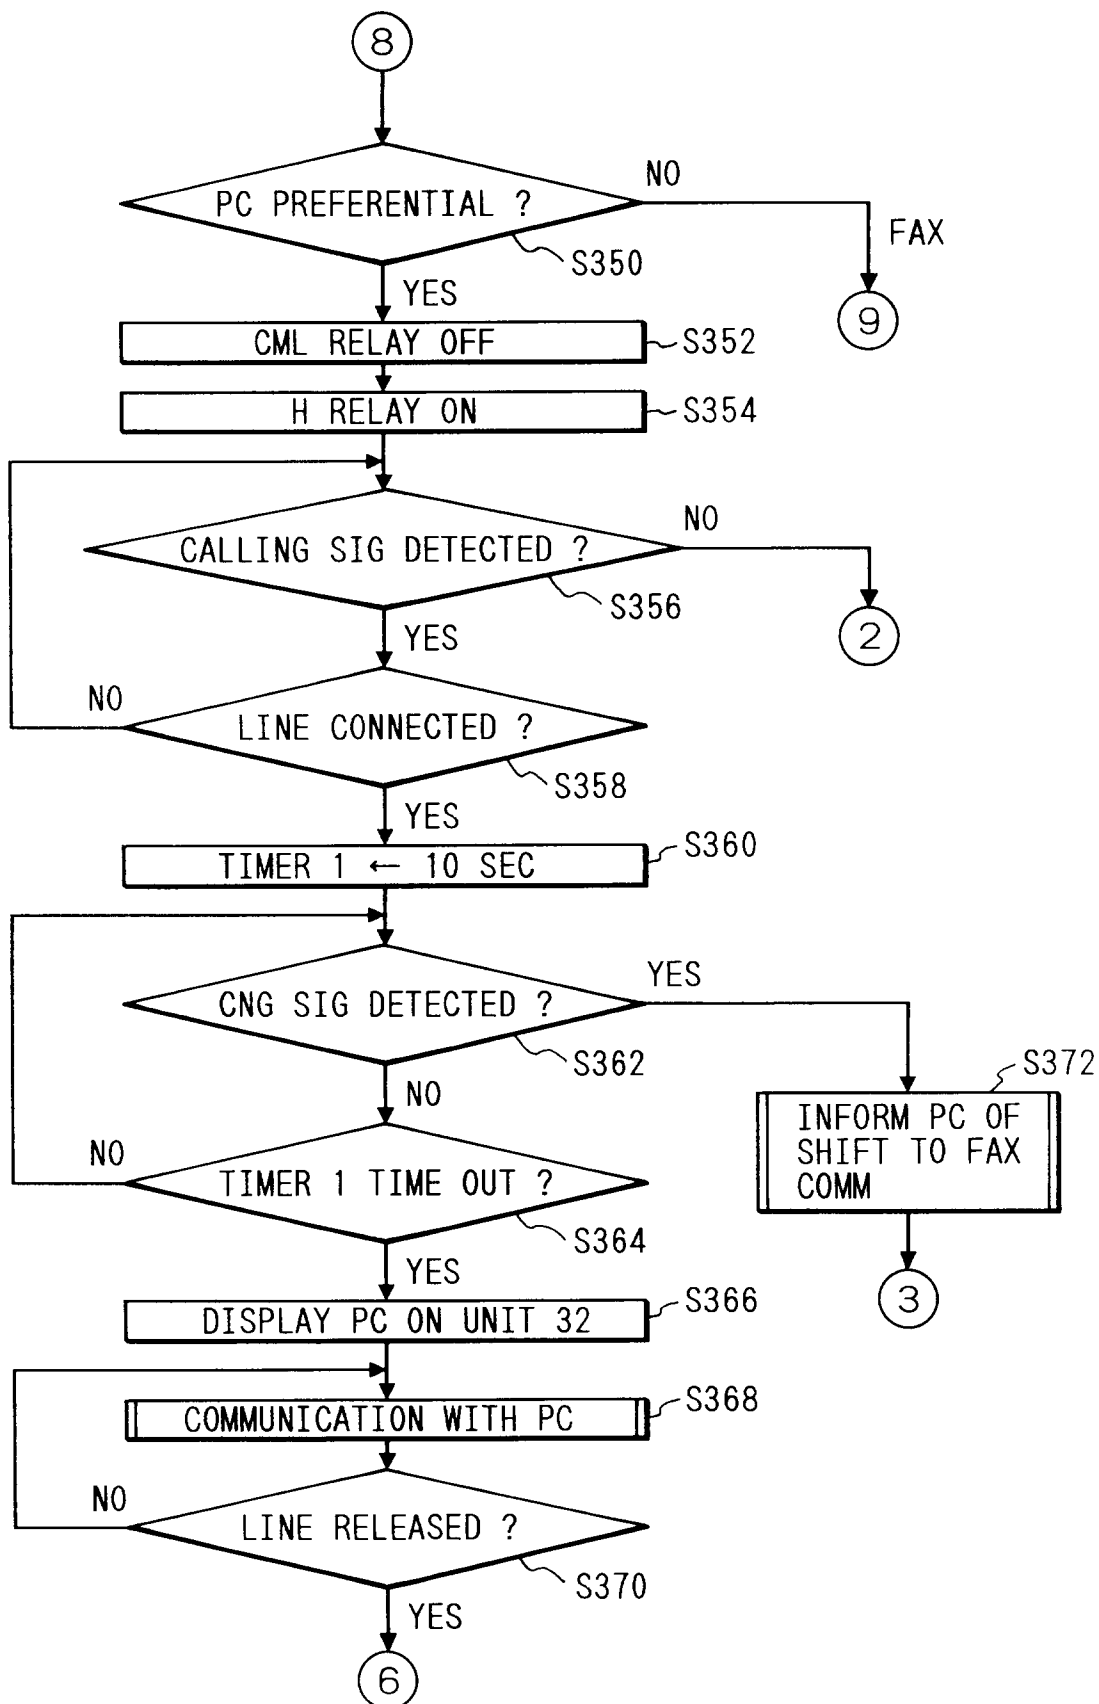 8
PC PREFERENTIAL ?
NO
FAX
S350
YES
9
CML RELAY OFF
S352
H RELAY ON
S354
CALLING SIG DETECTED ?
NO
S356
YES
2
NO
LINE CONNECTED ?
S358
YES
TIMER 1 ← 10 SEC
S360
CNG SIG DETECTED ?
YES
S362
NO
S372
INFORM PC OF
SHIFT TO FAX
COMM
NO
TIMER 1 TIME OUT ?
S364
YES
3
DISPLAY PC ON UNIT 32
S366
COMMUNICATION WITH PC
S368
NO
LINE RELEASED ?
S370
YES
6